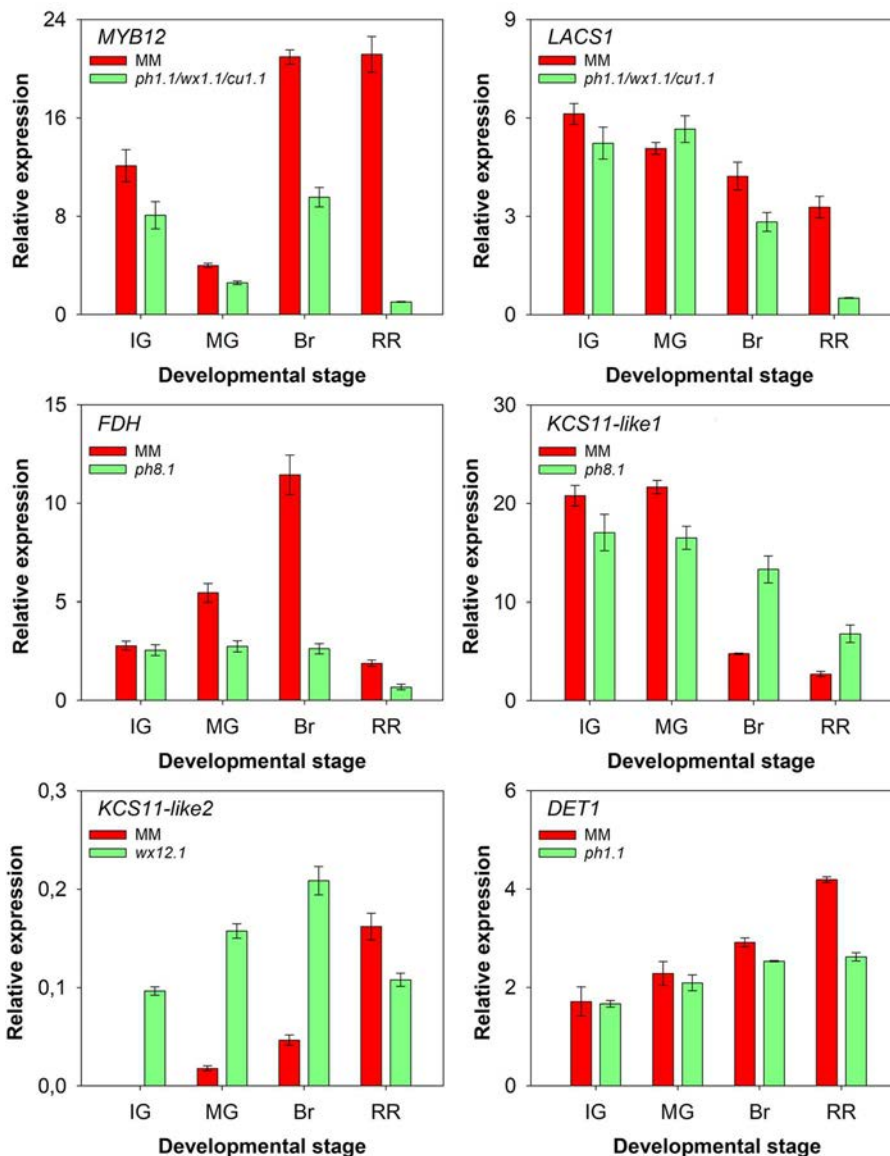 MYB12
MM
ph1.1/wx1.1/cu1.1
Relative expression
24
18
12
6
0
IG MG Br RR
Developmental stage
LACS1
MM
ph1.1/wx1.1/cu1.1
Relative expression
9
6
3
0
IG MG Br RR
Developmental stage
FDH
MM
ph8.1
Relative expression
15
10
5
0
IG MG Br RR
Developmental stage
KCS11-like1
MM
ph8.1
Relative expression
30
20
10
0
IG MG Br RR
Developmental stage
KCS11-like2
MM
wx12.1
Relative expression
0,3
0,2
0,1
0,0
IG MG Br RR
Developmental stage
DET1
MM
ph1.1
Relative expression
6
4
2
0
IG MG Br RR
Developmental stage